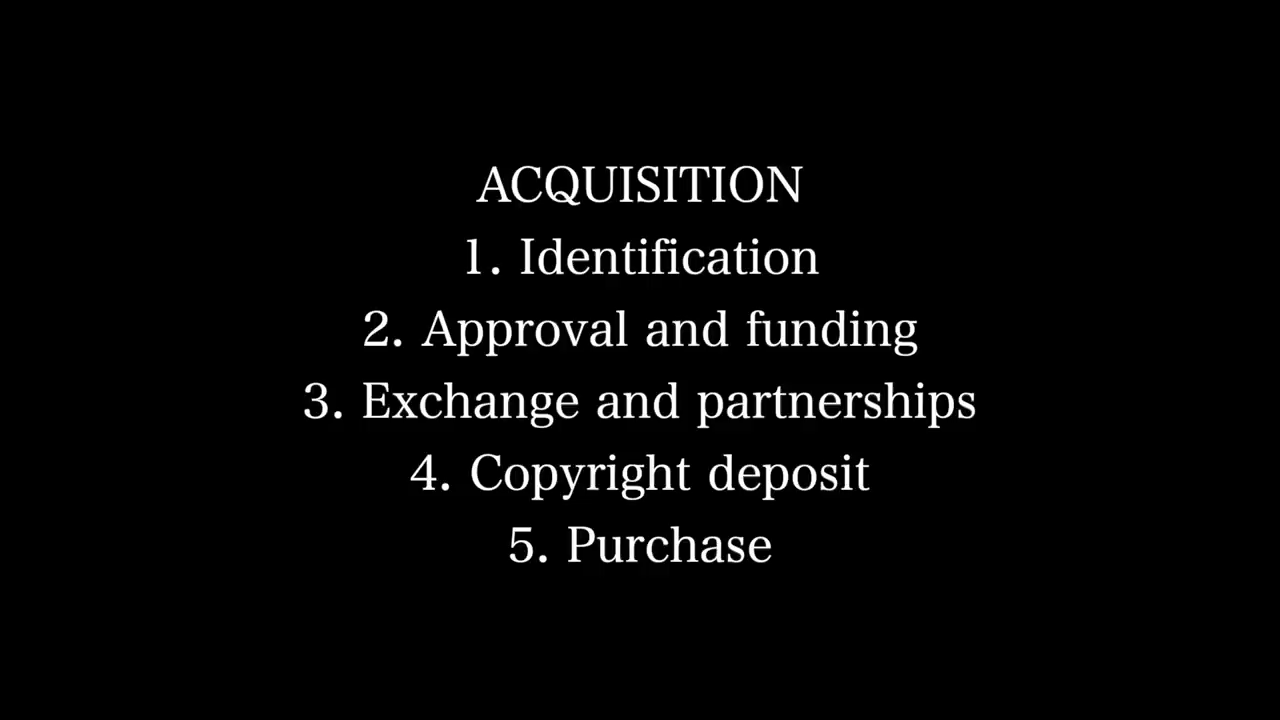 ACQUISITION
1. Identification
2. Approval and funding
3. Exchange and partnerships
4. Copyright deposit
5. Purchase